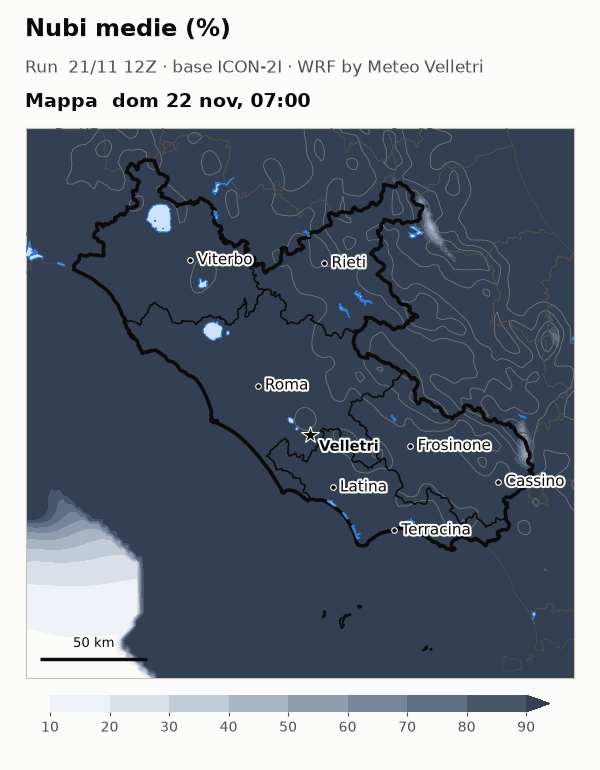 Nubi medie (%)
Run  21/11 12Z · base ICON-2I · WRF by Meteo Velletri
Mappa  dom 22 nov, 07:00
Viterbo
Rieti
Roma
Velletri
Frosinone
Latina
Cassino
Terracina
50 km
10 20 30 40 50 60 70 80 90